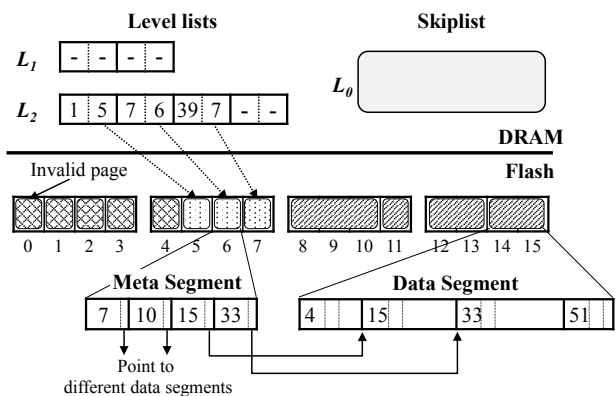 Level lists Skiplist
L1 - - - -
L0
L2 1 5 7 6 39 7 - -
DRAM
Flash
Invalid page
0 1 2 3 4 5 6 7 8 9 10 11 12 13 14 15
Meta Segment Data Segment
7 10 15 33 4 15 33 51
Point to
different data segments